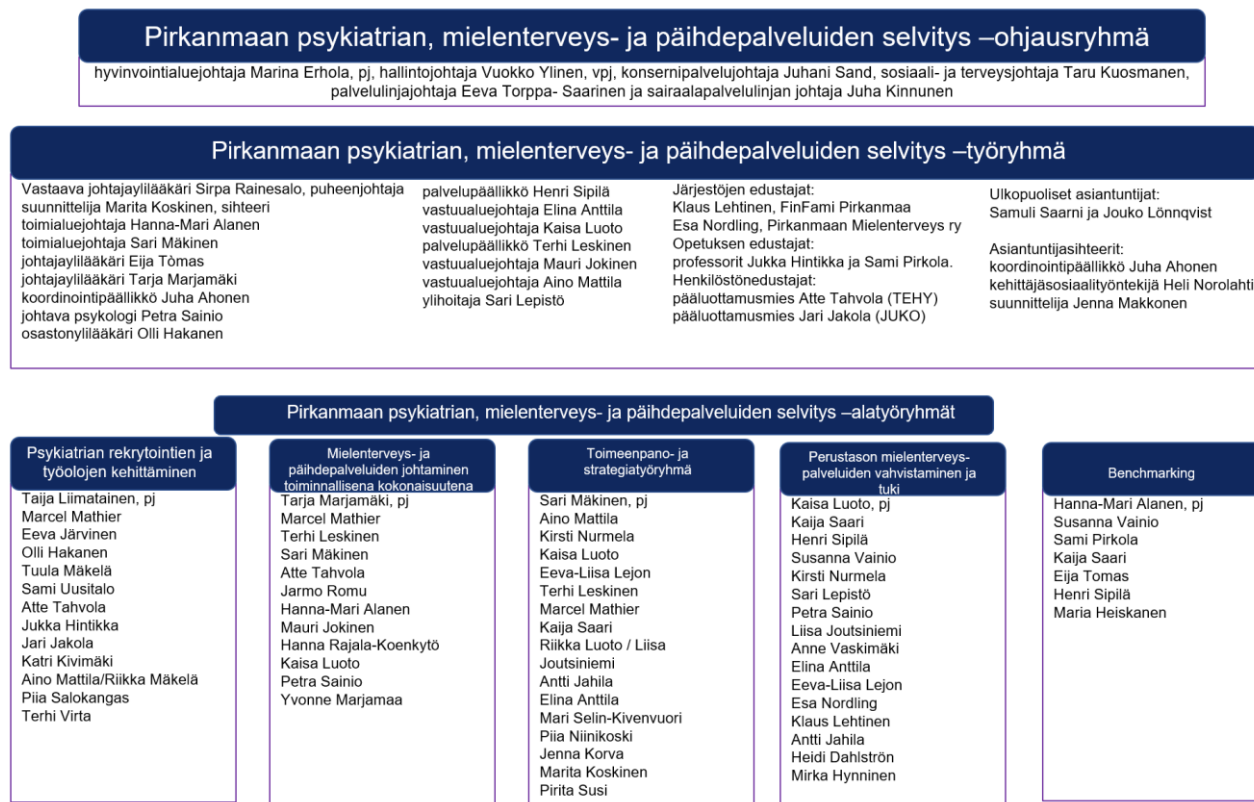 Pirkanmaan psykiatrian, mielenterveys- ja päihdepalveluiden selvitys –ohjausryhmä
hyvinvointialuejohtaja Marina Erhola, pj, hallintojohtaja Vuokko Ylinen, vpj, konsernipalvelujohtaja Juhani Sand, sosiaali- ja terveysjohtaja Taru Kuosmanen,
palvelulinjajohtaja Eeva Torppa- Saarinen ja sairaalapalvelulinjan johtaja Juha Kinnunen
Pirkanmaan psykiatrian, mielenterveys- ja päihdepalveluiden selvitys –työryhmä
Vastaava johtajaylilääkäri Sirpa Rainesalo, puheenjohtaja
suunnittelija Marita Koskinen, sihteeri
toimialuejohtaja Hanna-Mari Alanen
toimialuejohtaja Sari Mäkinen
johtajaylilääkäri Eija Tòmas
johtajaylilääkäri Tarja Marjamäki
koordinointipäällikkö Juha Ahonen
johtava psykologi Petra Sainio
osastonylilääkäri Olli Hakanen
palvelupäällikkö Henri Sipilä
vastuualuejohtaja Elina Anttila
vastuualuejohtaja Kaisa Luoto
palvelupäällikkö Terhi Leskinen
vastuualuejohtaja Mauri Jokinen
vastuualuejohtaja Aino Mattila
ylihoitaja Sari Lepistö
Järjestöjen edustajat:
Klaus Lehtinen, FinFami Pirkanmaa
Esa Nordling, Pirkanmaan Mielenterveys ry
Opetuksen edustajat:
professorit Jukka Hintikka ja Sami Pirkola.
Henkilöstönedustajat:
pääluottamusmies Atte Tahvola (TEHY)
pääluottamusmies Jari Jakola (JUKO)
Ulkopuoliset asiantuntijat:
Samuli Saarni ja Jouko Lönnqvist
Asiantuntijasihteerit:
koordinointipäällikkö Juha Ahonen
kehittäjäsosiaalityöntekijä Heli Norolahti
suunnittelija Jenna Makkonen
Pirkanmaan psykiatrian, mielenterveys- ja päihdepalveluiden selvitys –alatyöryhmät
Psykiatrian rekrytointien ja
työolojen kehittäminen
Taija Liimatainen, pj
Marcel Mathier
Eeva Järvinen
Olli Hakanen
Tuula Mäkelä
Sami Uusitalo
Atte Tahvola
Jukka Hintikka
Jari Jakola
Katri Kivimäki
Aino Mattila/Riikka Mäkelä
Piia Salokangas
Terhi Virta
Mielenterveys- ja
päihdepalveluiden johtaminen
toiminnallisena kokonaisuutena
Tarja Marjamäki, pj
Marcel Mathier
Terhi Leskinen
Sari Mäkinen
Atte Tahvola
Jarmo Romu
Hanna-Mari Alanen
Mauri Jokinen
Hanna Rajala-Koenkytö
Kaisa Luoto
Petra Sainio
Yvonne Marjamaa
Toimeenpano- ja
strategiatyöryhmä
Sari Mäkinen, pj
Aino Mattila
Kirsti Nurmela
Kaisa Luoto
Eeva-Liisa Lejon
Terhi Leskinen
Marcel Mathier
Kaija Saari
Riikka Luoto / Liisa
Joutsiniemi
Antti Jahila
Elina Anttila
Mari Selin-Kivenvuori
Piia Niinikoski
Jenna Korva
Marita Koskinen
Pirita Susi
Perustason mielenterveys-
palveluiden vahvistaminen ja
tuki
Kaisa Luoto, pj
Kaija Saari
Henri Sipilä
Susanna Vainio
Kirsti Nurmela
Sari Lepistö
Petra Sainio
Liisa Joutsiniemi
Anne Vaskimäki
Elina Anttila
Eeva-Liisa Lejon
Esa Nordling
Klaus Lehtinen
Antti Jahila
Heidi Dahlström
Mirka Hynninen
Benchmarking
Hanna-Mari Alanen, pj
Susanna Vainio
Sami Pirkola
Kaija Saari
Eija Tomas
Henri Sipilä
Maria Heiskanen